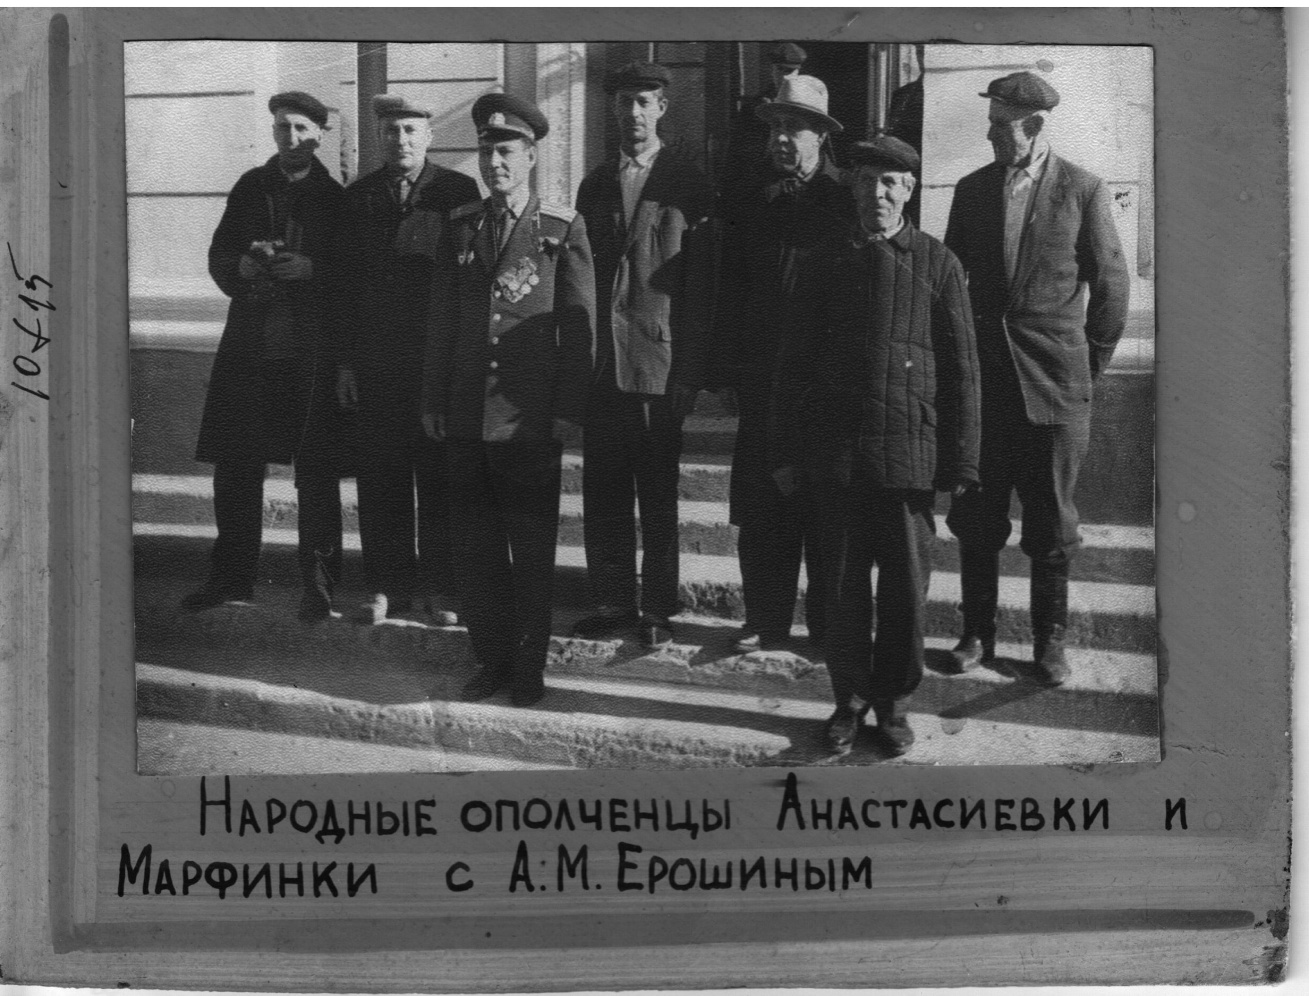 Народные ополченцы Анастасиевки и
Марфинки с А.М. Ерошиным